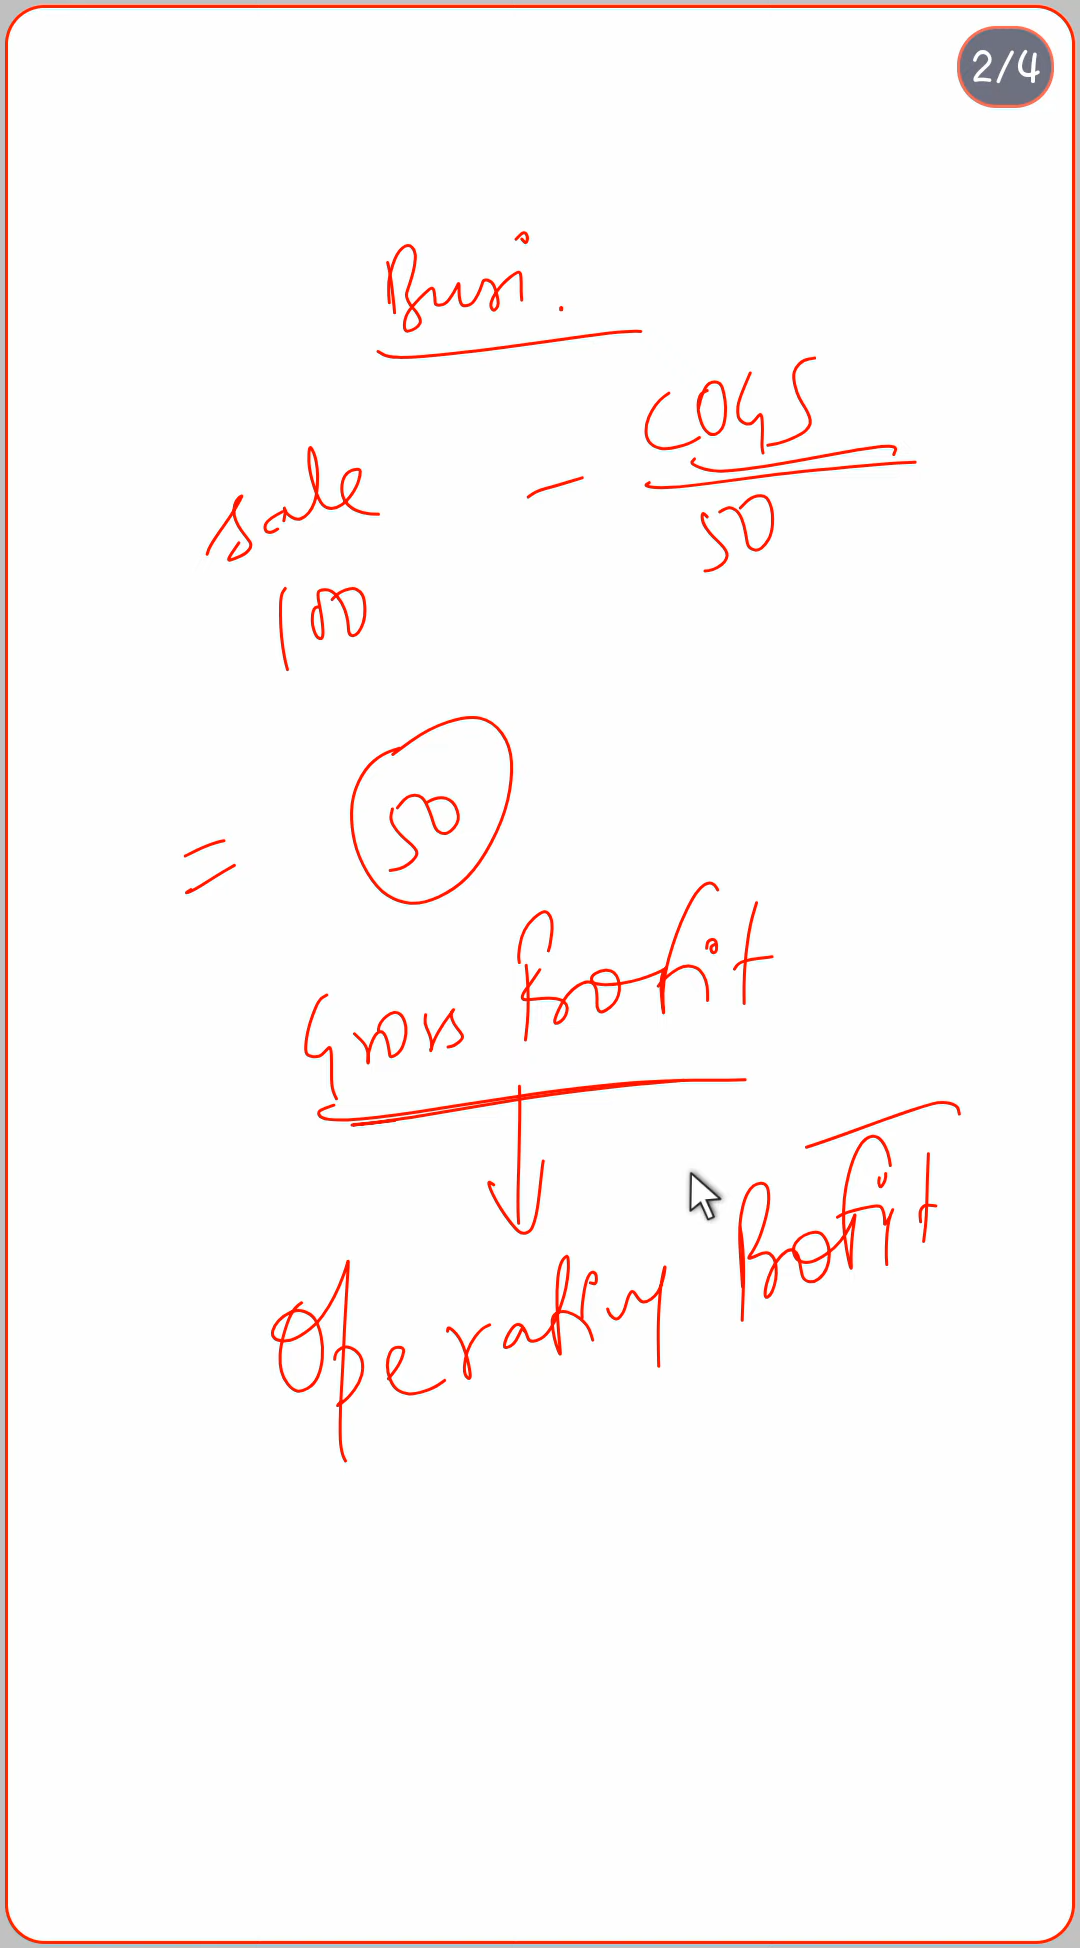 2/4
Busi.
Sale - COGS
100 50
= 50
Gross Profit
Operating Profit